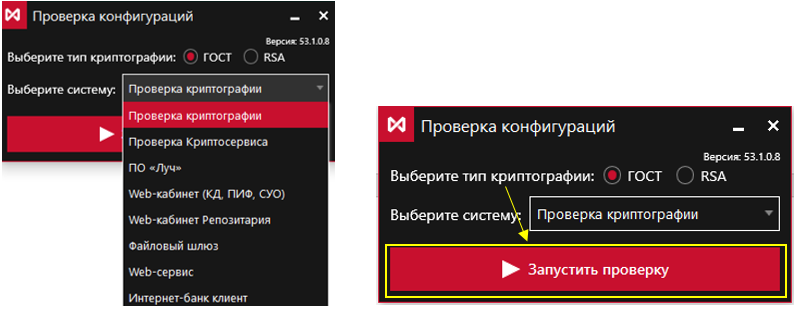 Проверка конфигураций
Версия: 53.1.0.8
Выберите тип криптографии: ГОСТ RSA
Выберите систему: Проверка криптографии
Проверка криптографии
Проверка Криптосервиса
ПО «Луч»
Web-кабинет (КД, ПИФ, СУО)
Web-кабинет Репозитария
Файловый шлюз
Web-сервис
Интернет-банк клиент
Проверка конфигураций
Версия: 53.1.0.8
Выберите тип криптографии: ГОСТ RSA
Выберите систему: Проверка криптографии
Запустить проверку